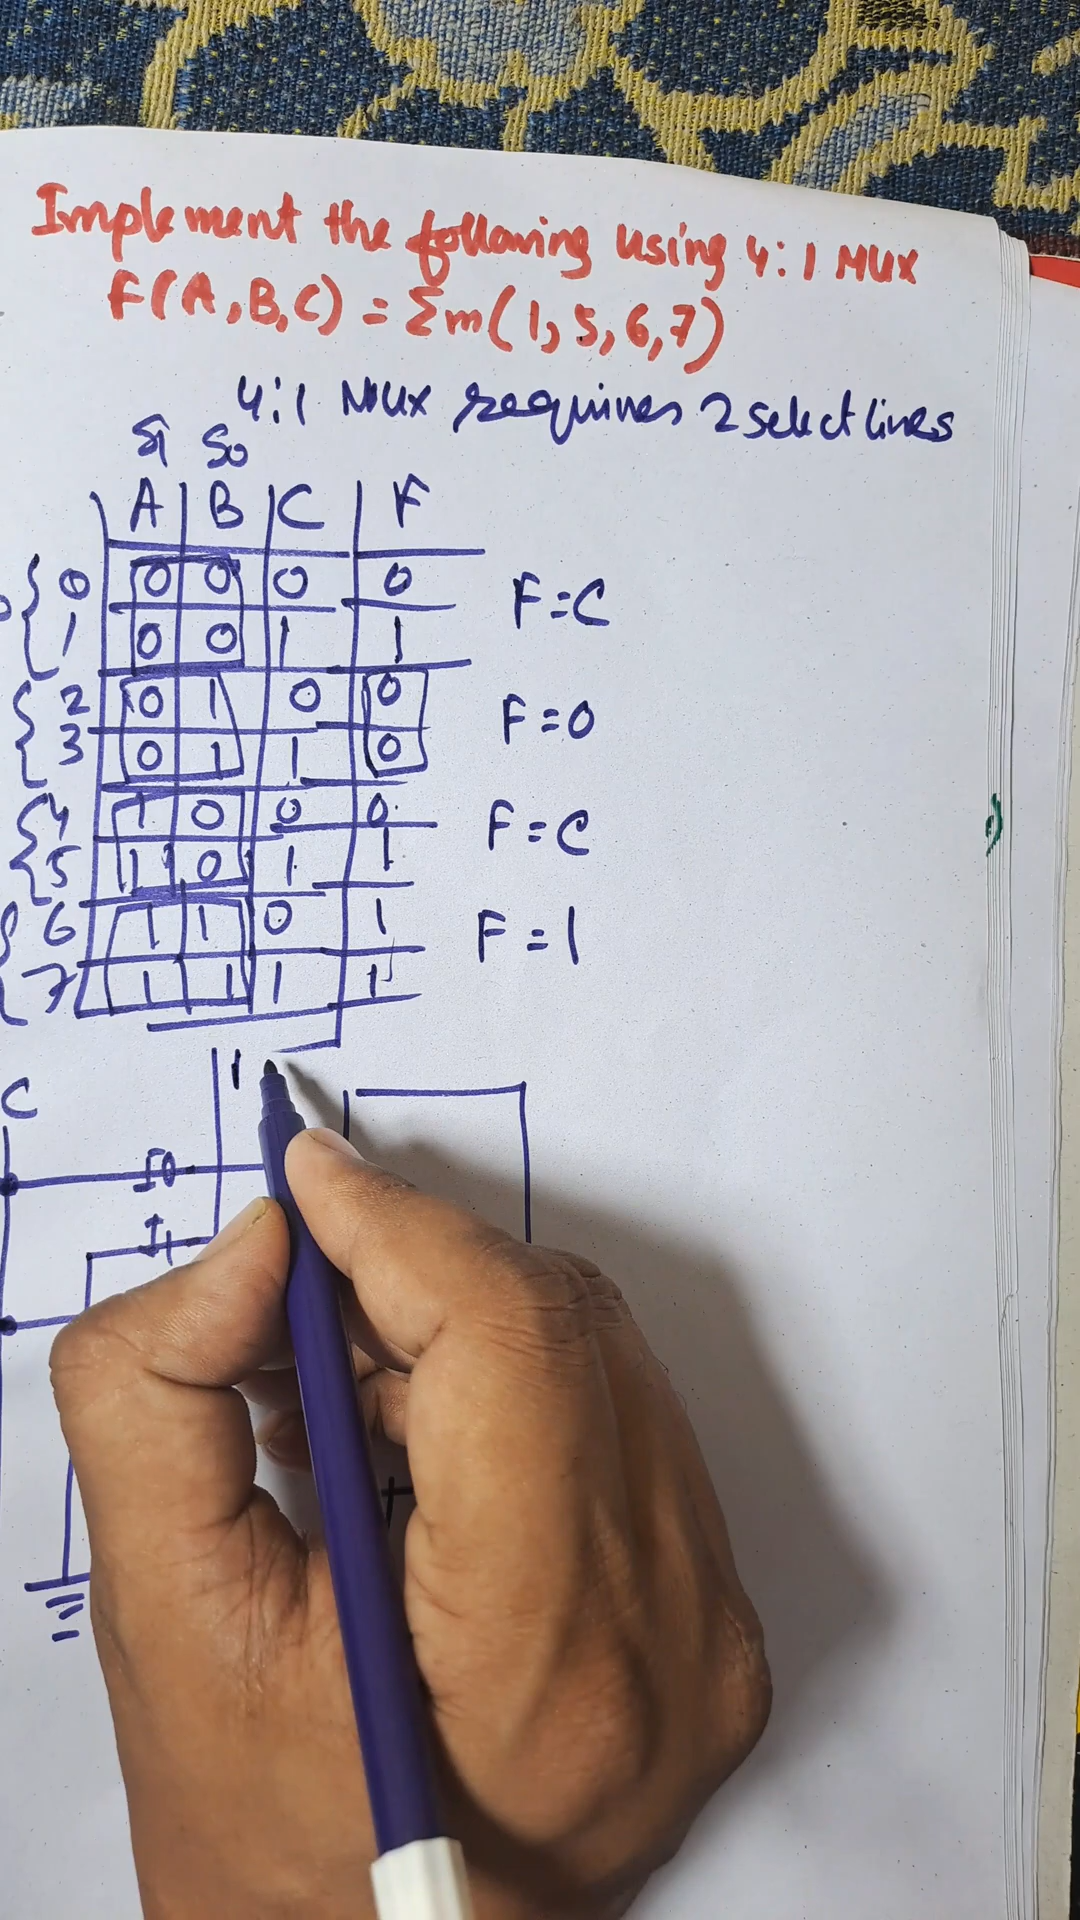 Implement the following using 4:1 MUX
F(A,B,C) = Σm(1,5,6,7)
4:1 MUX requires 2 select lines
S1 S0
A B C F
0 0 0 0 0 F=C
1 0 0 1 1
2 0 1 0 0 F=0
3 0 1 1 0
4 1 0 0 0 F=C
5 1 0 1 1
6 1 1 0 1 F=1
7 1 1 1 1
1
C
I0
I1